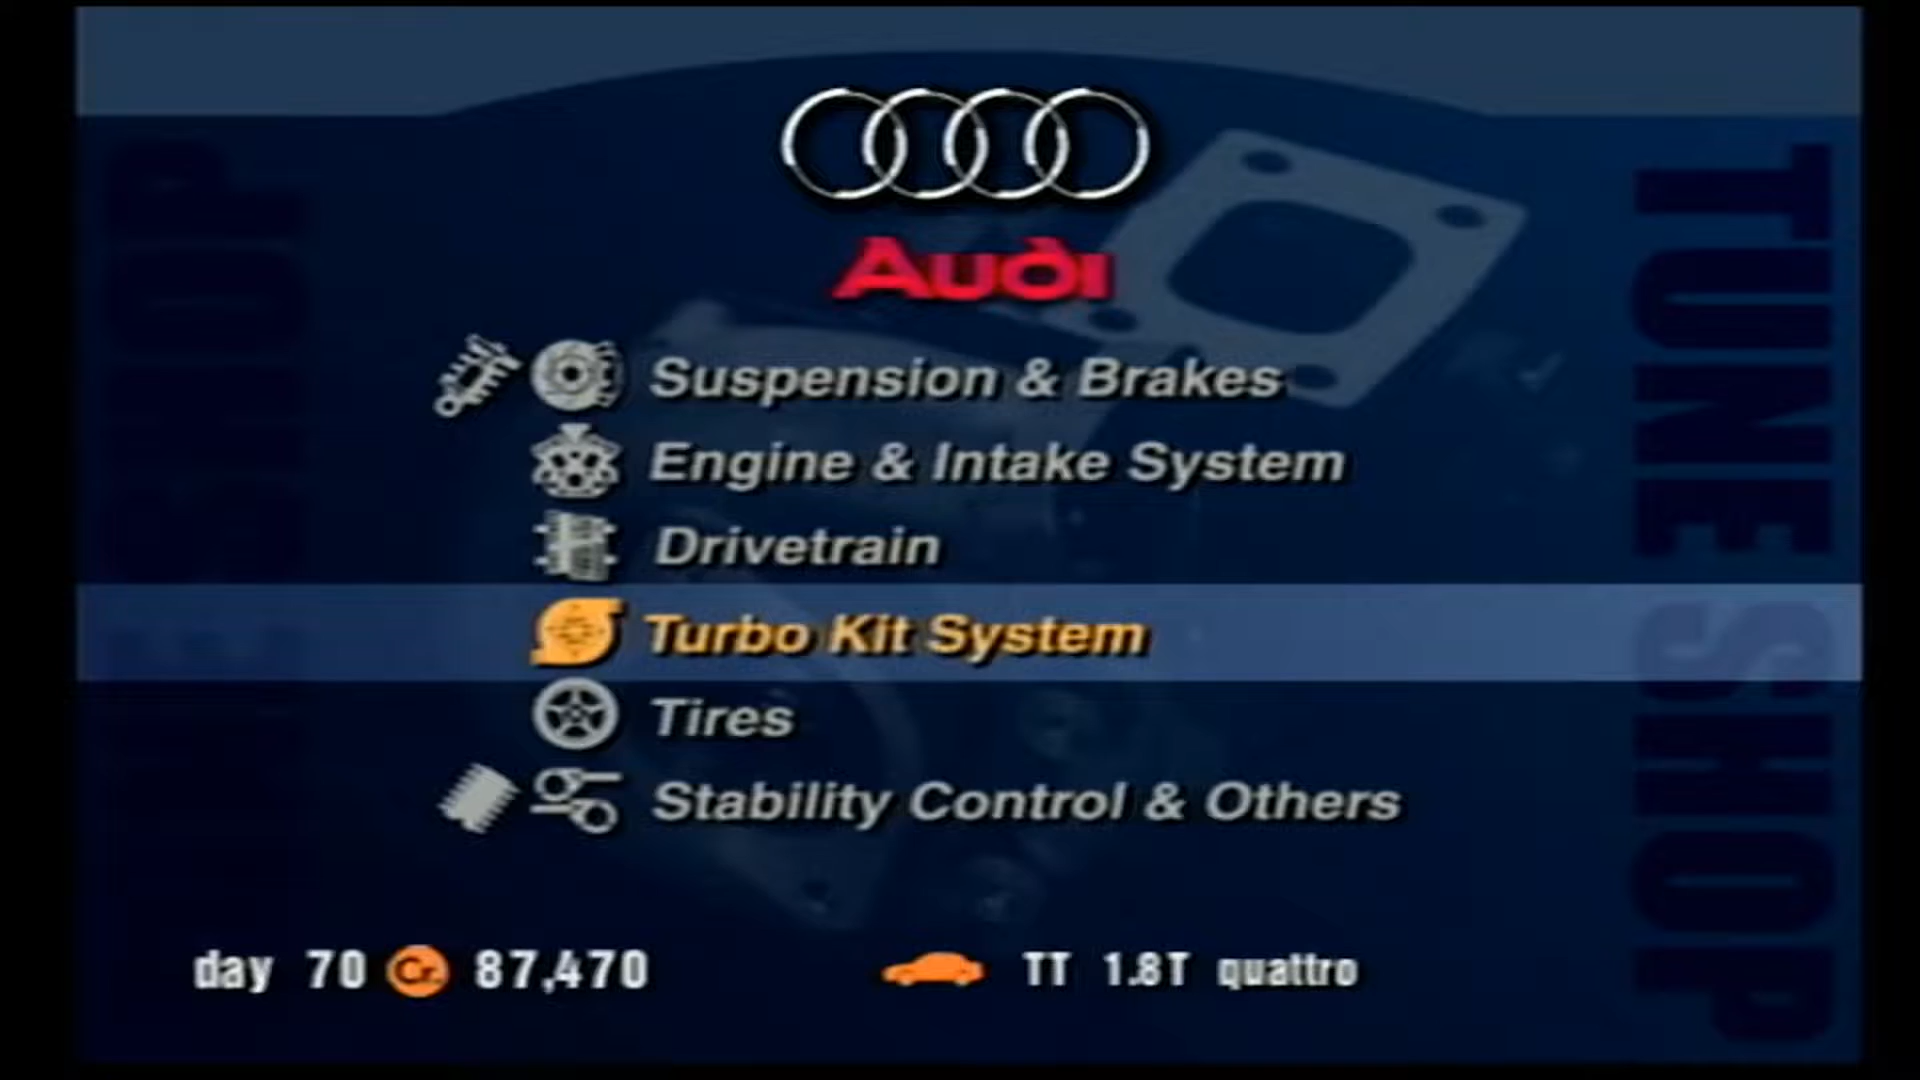 Audi
Suspension & Brakes
Engine & Intake System
Drivetrain
Turbo Kit System
Tires
Stability Control & Others
day 70 Cr. 87,470 TT 1.8T quattro
TUNE SHOP